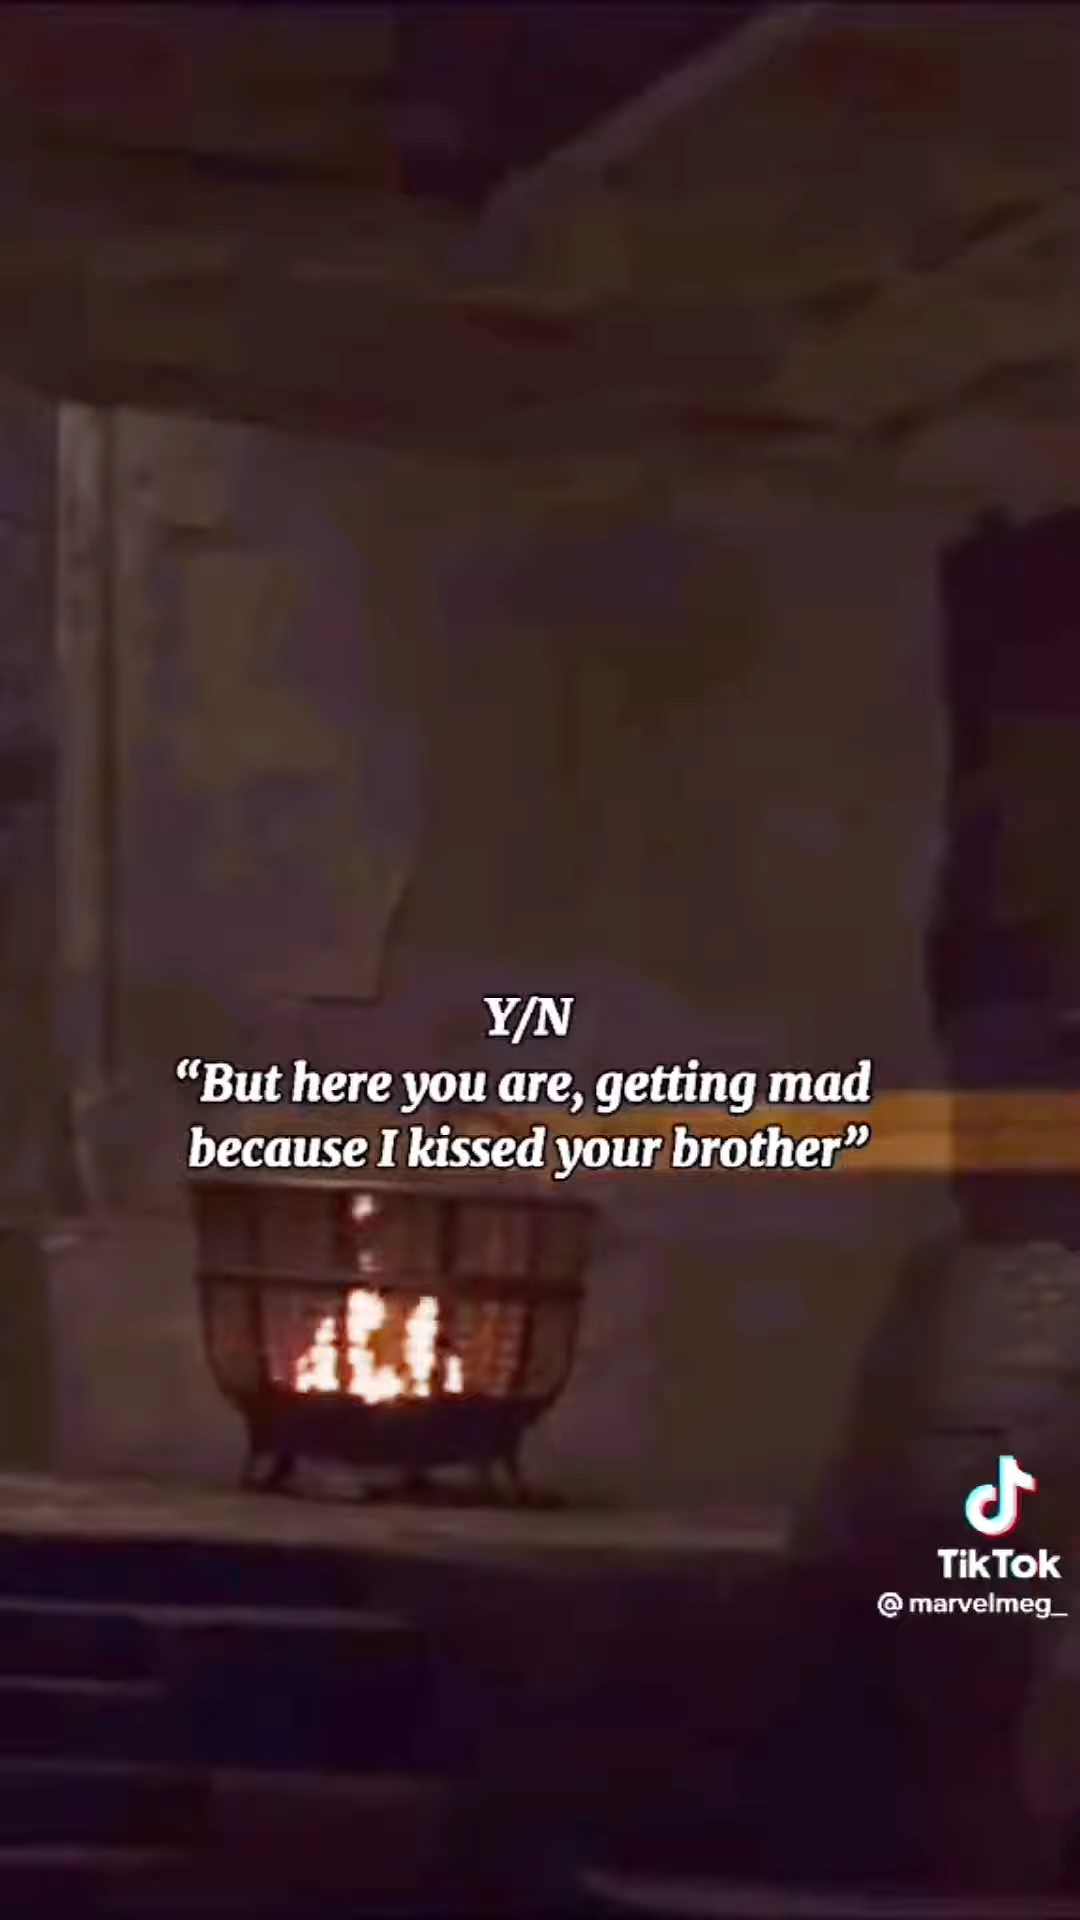 Y/N
“But here you are, getting mad
because I kissed your brother”
TikTok
@marvelmeg_